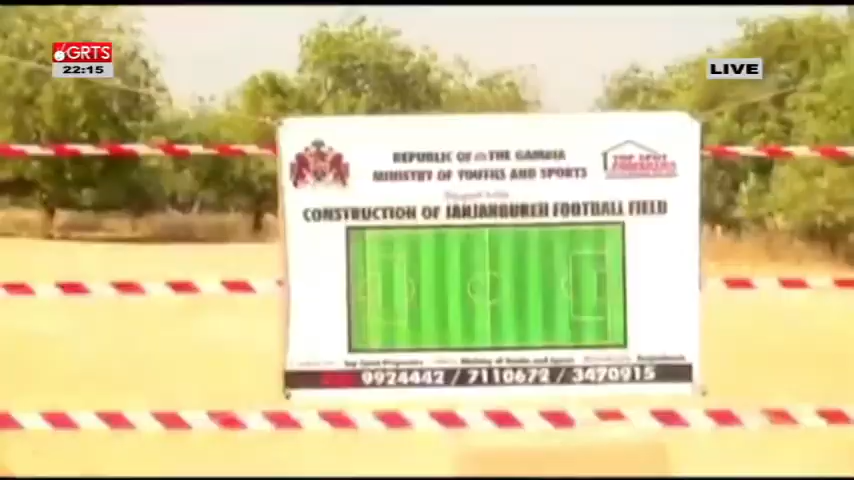 GRTS
22:15
LIVE
REPUBLIC OF THE GAMBIA
MINISTRY OF YOUTHS AND SPORTS
TOP SPOT
CONSTRUCTION OF JANJANBUREH FOOTBALL FIELD
9924442 / 7110672 / 3470915